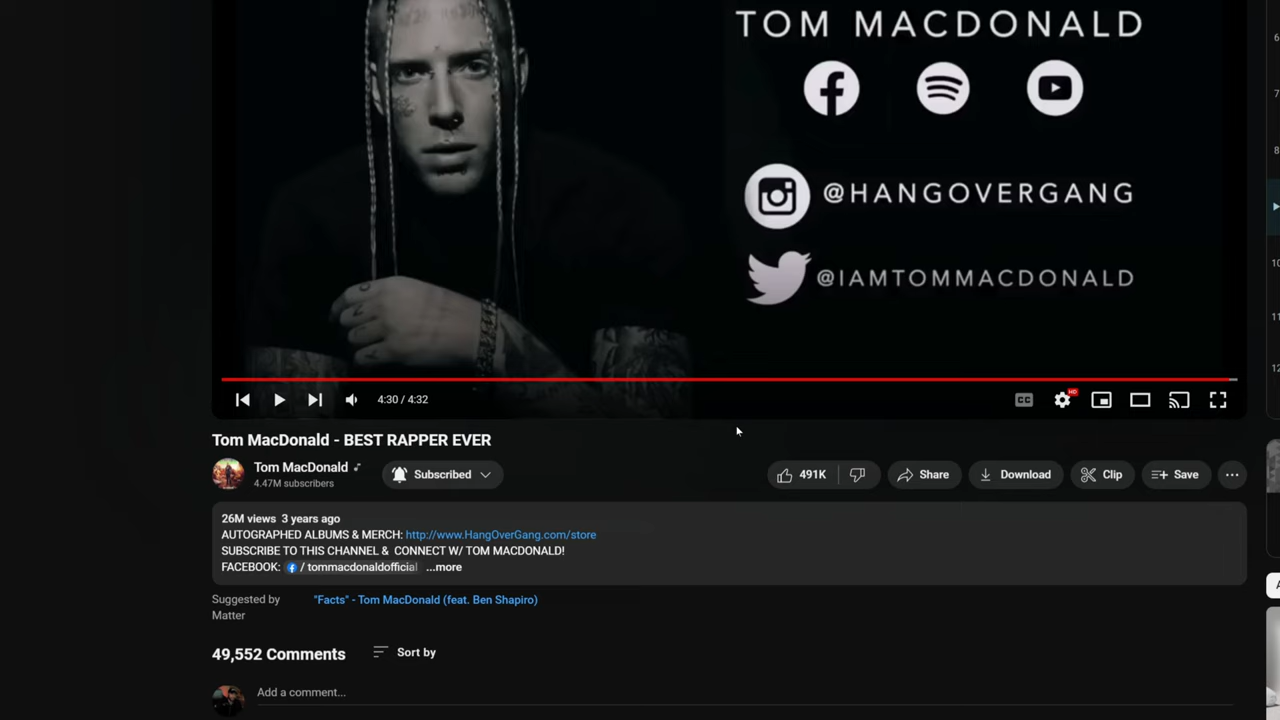 TOM MACDONALD
@HANGOVERGANG
@IAMTOMMACDONALD
4:30 / 4:32
CC
HD
Tom MacDonald - BEST RAPPER EVER
Tom MacDonald
4.47M subscribers
Subscribed
491K
Share
Download
Clip
Save
26M views 3 years ago
AUTOGRAPHED ALBUMS & MERCH: http://www.HangOverGang.com/store
SUBSCRIBE TO THIS CHANNEL & CONNECT W/ TOM MACDONALD!
FACEBOOK: / tommacdonaldofficial ...more
Suggested by
Matter
"Facts" - Tom MacDonald (feat. Ben Shapiro)
49,552 Comments
Sort by
Add a comment...